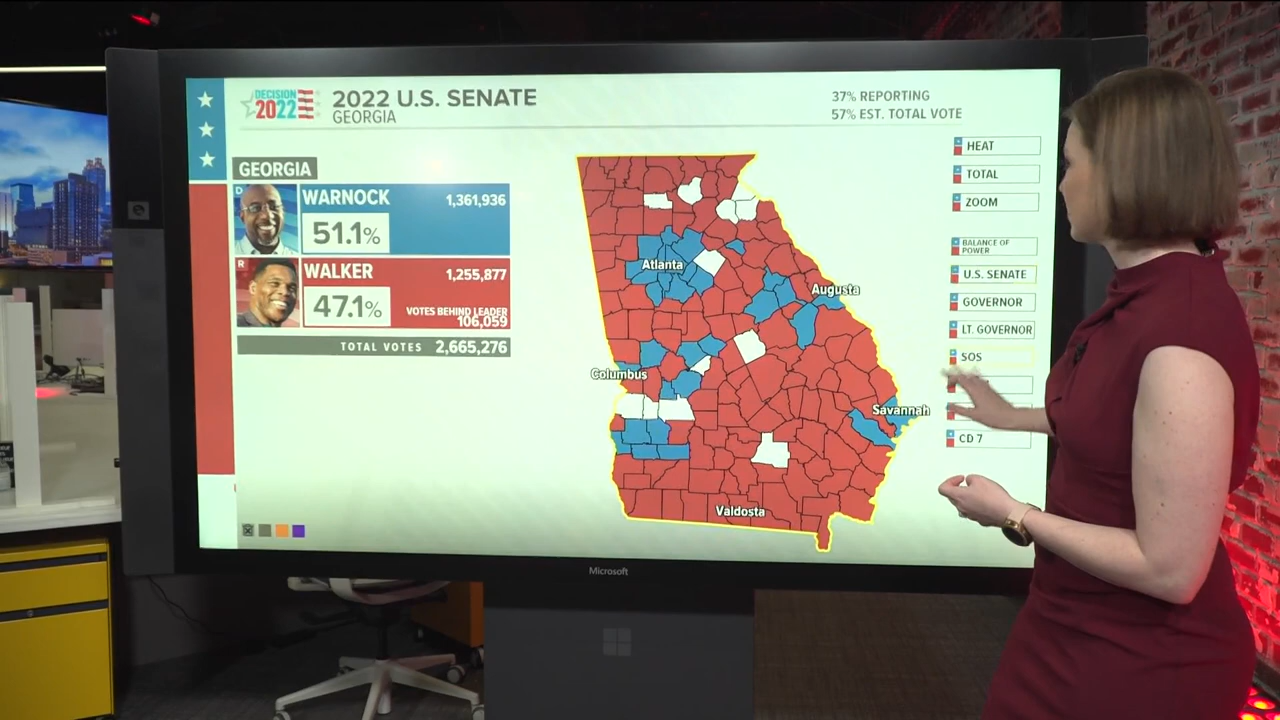 DECISION
2022
2022 U.S. SENATE
GEORGIA
37% REPORTING
57% EST. TOTAL VOTE
GEORGIA
D
WARNOCK
1,361,936
51.1%
R
WALKER
1,255,877
47.1%
VOTES BEHIND LEADER
106,059
TOTAL VOTES 2,665,276
Atlanta
Augusta
Columbus
Savannah
Valdosta
HEAT
TOTAL
ZOOM
BALANCE OF
POWER
U.S. SENATE
GOVERNOR
LT. GOVERNOR
SOS
CD 7
Microsoft